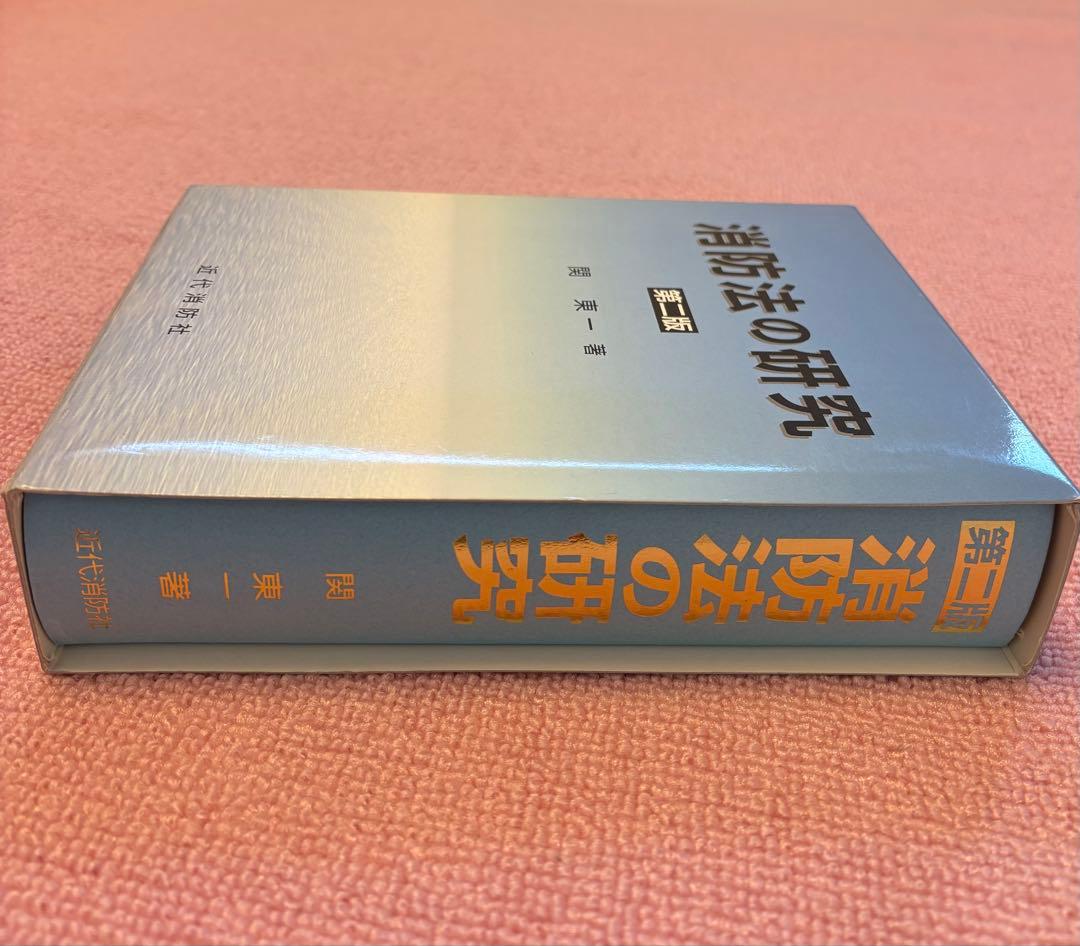 消防法の研究
第二版
関東一著
近代消防社
第二版
消防法の研究
関東一著
近代消防社